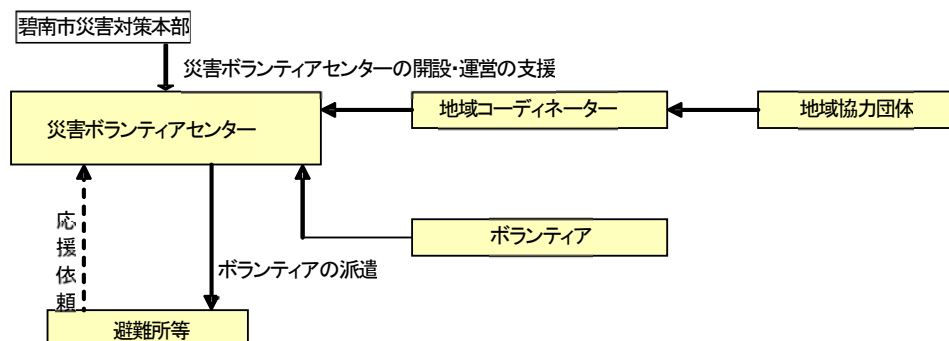 碧南市災害対策本部
災害ボランティアセンターの開設・運営の支援
災害ボランティアセンター
地域コーディネーター
地域協力団体
応援依頼
ボランティア
ボランティアの派遣
避難所等